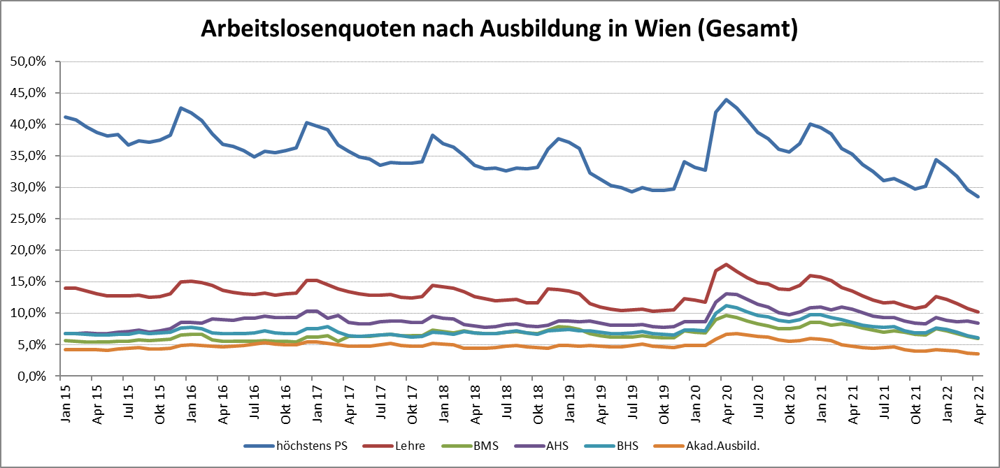 Arbeitslosenquoten nach Ausbildung in Wien (Gesamt)
50,0%
45,0%
40,0%
35,0%
30,0%
25,0%
20,0%
15,0%
10,0%
5,0%
0,0%
Jan 15
Apr 15
Jul 15
Okt 15
Jan 16
Apr 16
Jul 16
Okt 16
Jan 17
Apr 17
Jul 17
Okt 17
Jan 18
Apr 18
Jul 18
Okt 18
Jan 19
Apr 19
Jul 19
Okt 19
Jan 20
Apr 20
Jul 20
Okt 20
Jan 21
Apr 21
Jul 21
Okt 21
Jan 22
Apr 22
höchstens PS Lehre BMS AHS BHS Akad.Ausbild.